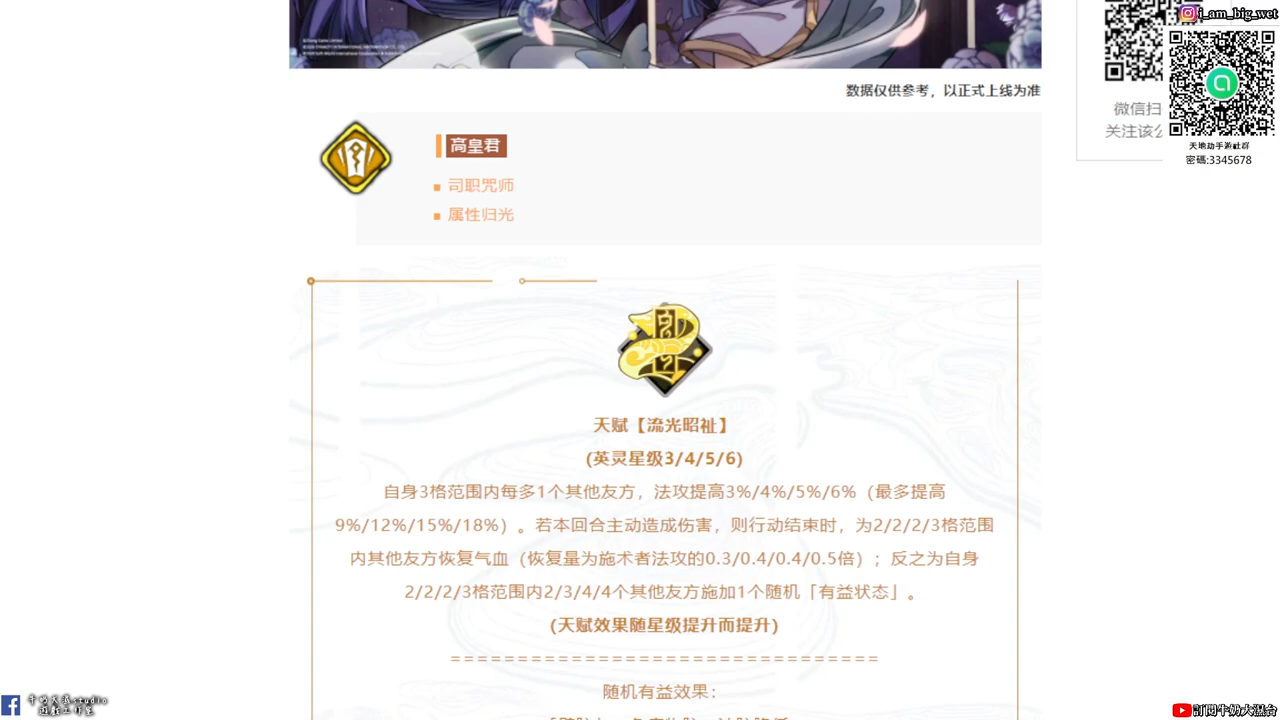 i_am_big_wet
数据仅供参考，以正式上线为准
微信扫
关注该公
天地劫手游社群
密碼:3345678
高皇君
司职咒师
属性归光
天赋【流光昭祉】
(英灵星级3/4/5/6)
自身3格范围内每多1个其他友方，法攻提高3%/4%/5%/6%（最多提高
9%/12%/15%/18%）。若本回合主动造成伤害，则行动结束时，为2/2/2/3格范围
内其他友方恢复气血（恢复量为施术者法攻的0.3/0.4/0.4/0.5倍）；反之为自身
2/2/2/3格范围内2/3/4/4个其他友方施加1个随机「有益状态」。
(天赋效果随星级提升而提升)
================================
随机有益效果：
studio